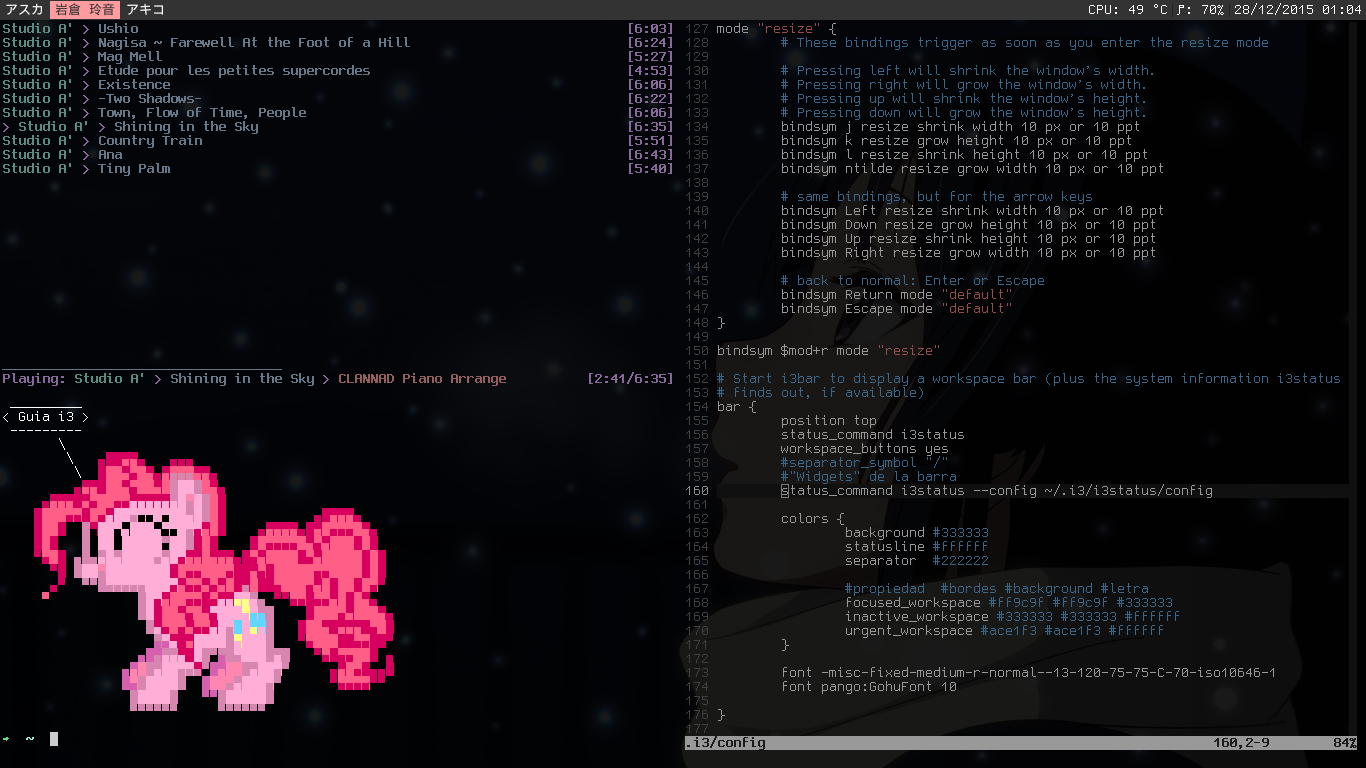 アスカ 岩倉 玲音 アキコ
CPU: 49 °C ♪: 70% 28/12/2015 01:04
Studio A' > Ushio [6:03]
Studio A' > Nagisa ~ Farewell At the Foot of a Hill [6:24]
Studio A' > Mag Mell [5:27]
Studio A' > Etude pour les petites supercordes [4:53]
Studio A' > Existence [6:06]
Studio A' > -Two Shadows- [6:22]
Studio A' > Town, Flow of Time, People [6:06]
> Studio A' > Shining in the Sky [6:35]
Studio A' > Country Train [5:51]
Studio A' > Ana [6:43]
Studio A' > Tiny Palm [5:40]
Playing: Studio A' > Shining in the Sky > CLANNAD Piano Arrange [2:41/6:35]
< Guia i3 >
---------
→ ~
127 mode "resize" {
128 # These bindings trigger as soon as you enter the resize mode
129
130 # Pressing left will shrink the window's width.
131 # Pressing right will grow the window's width.
132 # Pressing up will shrink the window's height.
133 # Pressing down will grow the window's height.
134 bindsym j resize shrink width 10 px or 10 ppt
135 bindsym k resize grow height 10 px or 10 ppt
136 bindsym l resize shrink height 10 px or 10 ppt
137 bindsym ntilde resize grow width 10 px or 10 ppt
138
139 # same bindings, but for the arrow keys
140 bindsym Left resize shrink width 10 px or 10 ppt
141 bindsym Down resize grow height 10 px or 10 ppt
142 bindsym Up resize shrink height 10 px or 10 ppt
143 bindsym Right resize grow width 10 px or 10 ppt
144
145 # back to normal: Enter or Escape
146 bindsym Return mode "default"
147 bindsym Escape mode "default"
148 }
149
150 bindsym $mod+r mode "resize"
151
152 # Start i3bar to display a workspace bar (plus the system information i3status
153 # finds out, if available)
154 bar {
155 position top
156 status_command i3status
157 workspace_buttons yes
158 #separator_symbol "/"
159 #"Widgets" de la barra
160 status_command i3status --config ~/.i3/i3status/config
161
162 colors {
163 background #333333
164 statusline #ffffff
165 separator #222222
166
167 #propiedad #bordes #background #letra
168 focused_workspace #ff9c9f #ff9c9f #333333
169 inactive_workspace #333333 #333333 #ffffff
170 urgent_workspace #ace1f3 #ace1f3 #ffffff
171 }
172
173 font -misc-fixed-medium-r-normal--13-120-75-75-C-70-iso10646-1
174 font pango:GohuFont 10
175
176 }
177
.i3/config 160,2-9 84%